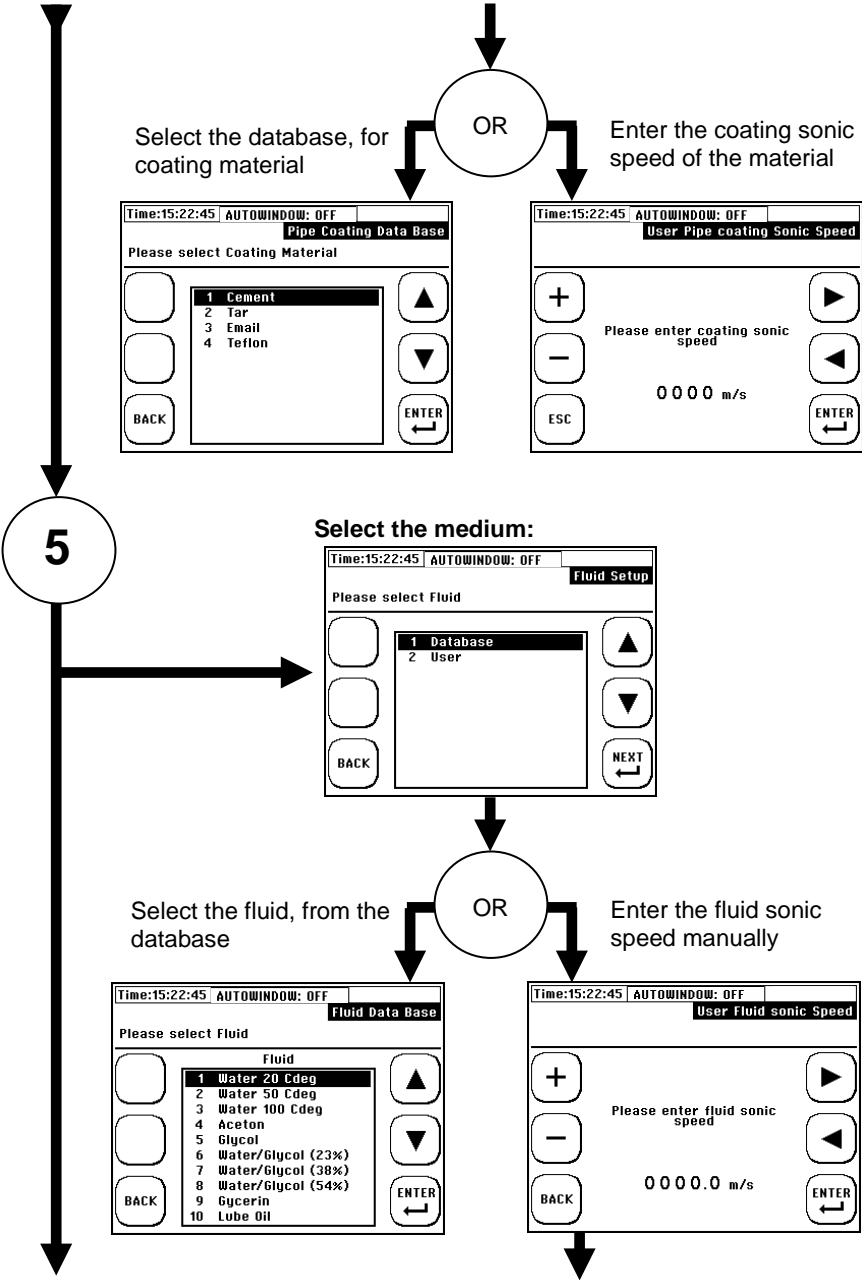 OR
Select the database, for
coating material
Enter the coating sonic
speed of the material
Time:15:22:45 AUTOWINDOW: OFF
Pipe Coating Data Base
Please select Coating Material
1 Cement
2 Tar
3 Email
4 Teflon
▲
▼
BACK
ENTER
Time:15:22:45 AUTOWINDOW: OFF
User Pipe coating Sonic Speed
+
−
ESC
Please enter coating sonic
speed
0000 m/s
►
◄
ENTER
5
Select the medium:
Time:15:22:45 AUTOWINDOW: OFF
Fluid Setup
Please select Fluid
1 Database
2 User
▲
▼
BACK
NEXT
OR
Select the fluid, from the
database
Enter the fluid sonic
speed manually
Time:15:22:45 AUTOWINDOW: OFF
Fluid Data Base
Please select Fluid
Fluid
1 Water 20 Cdeg
2 Water 50 Cdeg
3 Water 100 Cdeg
4 Aceton
5 Glycol
6 Water/Glycol (23%)
7 Water/Glycol (38%)
8 Water/Glycol (54%)
9 Gycerin
10 Lube Oil
▲
▼
BACK
ENTER
Time:15:22:45 AUTOWINDOW: OFF
User Fluid sonic Speed
+
−
BACK
Please enter fluid sonic
speed
0000.0 m/s
►
◄
ENTER